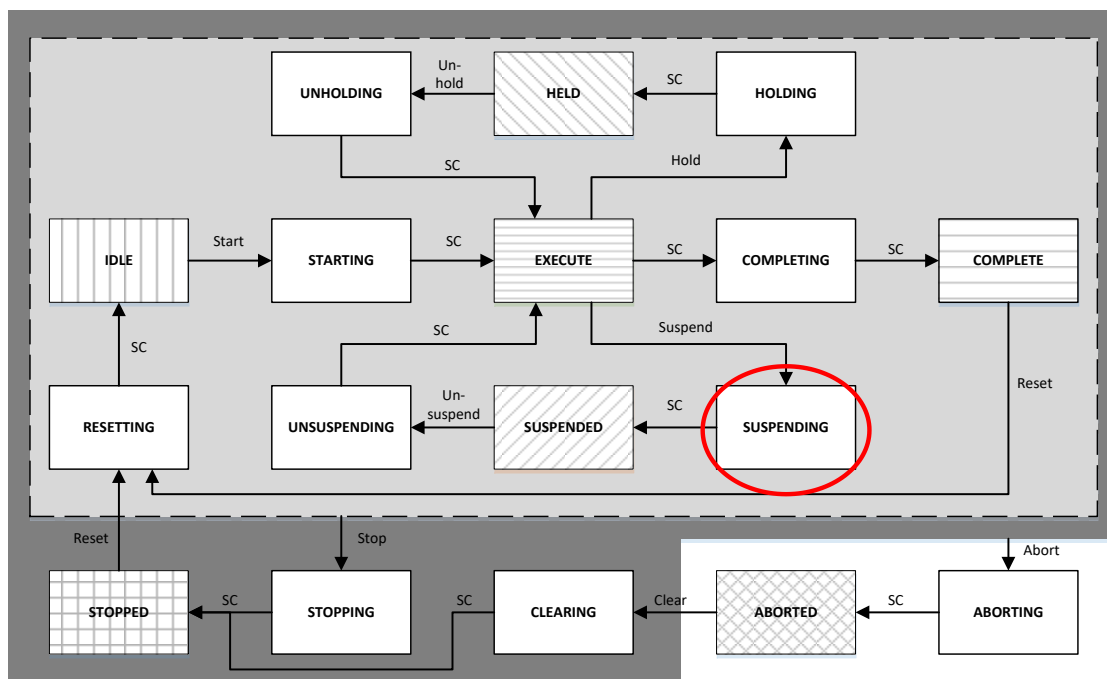 Un-
hold
SC
UNHOLDING
HELD
HOLDING
SC
Hold
Start
SC
SC
SC
IDLE
STARTING
EXECUTE
COMPLETING
COMPLETE
SC
SC
Suspend
Un-
suspend
SC
Reset
RESETTING
UNSUSPENDING
SUSPENDED
SUSPENDING
Reset
Stop
Abort
SC
SC
Clear
SC
STOPPED
STOPPING
CLEARING
ABORTED
ABORTING